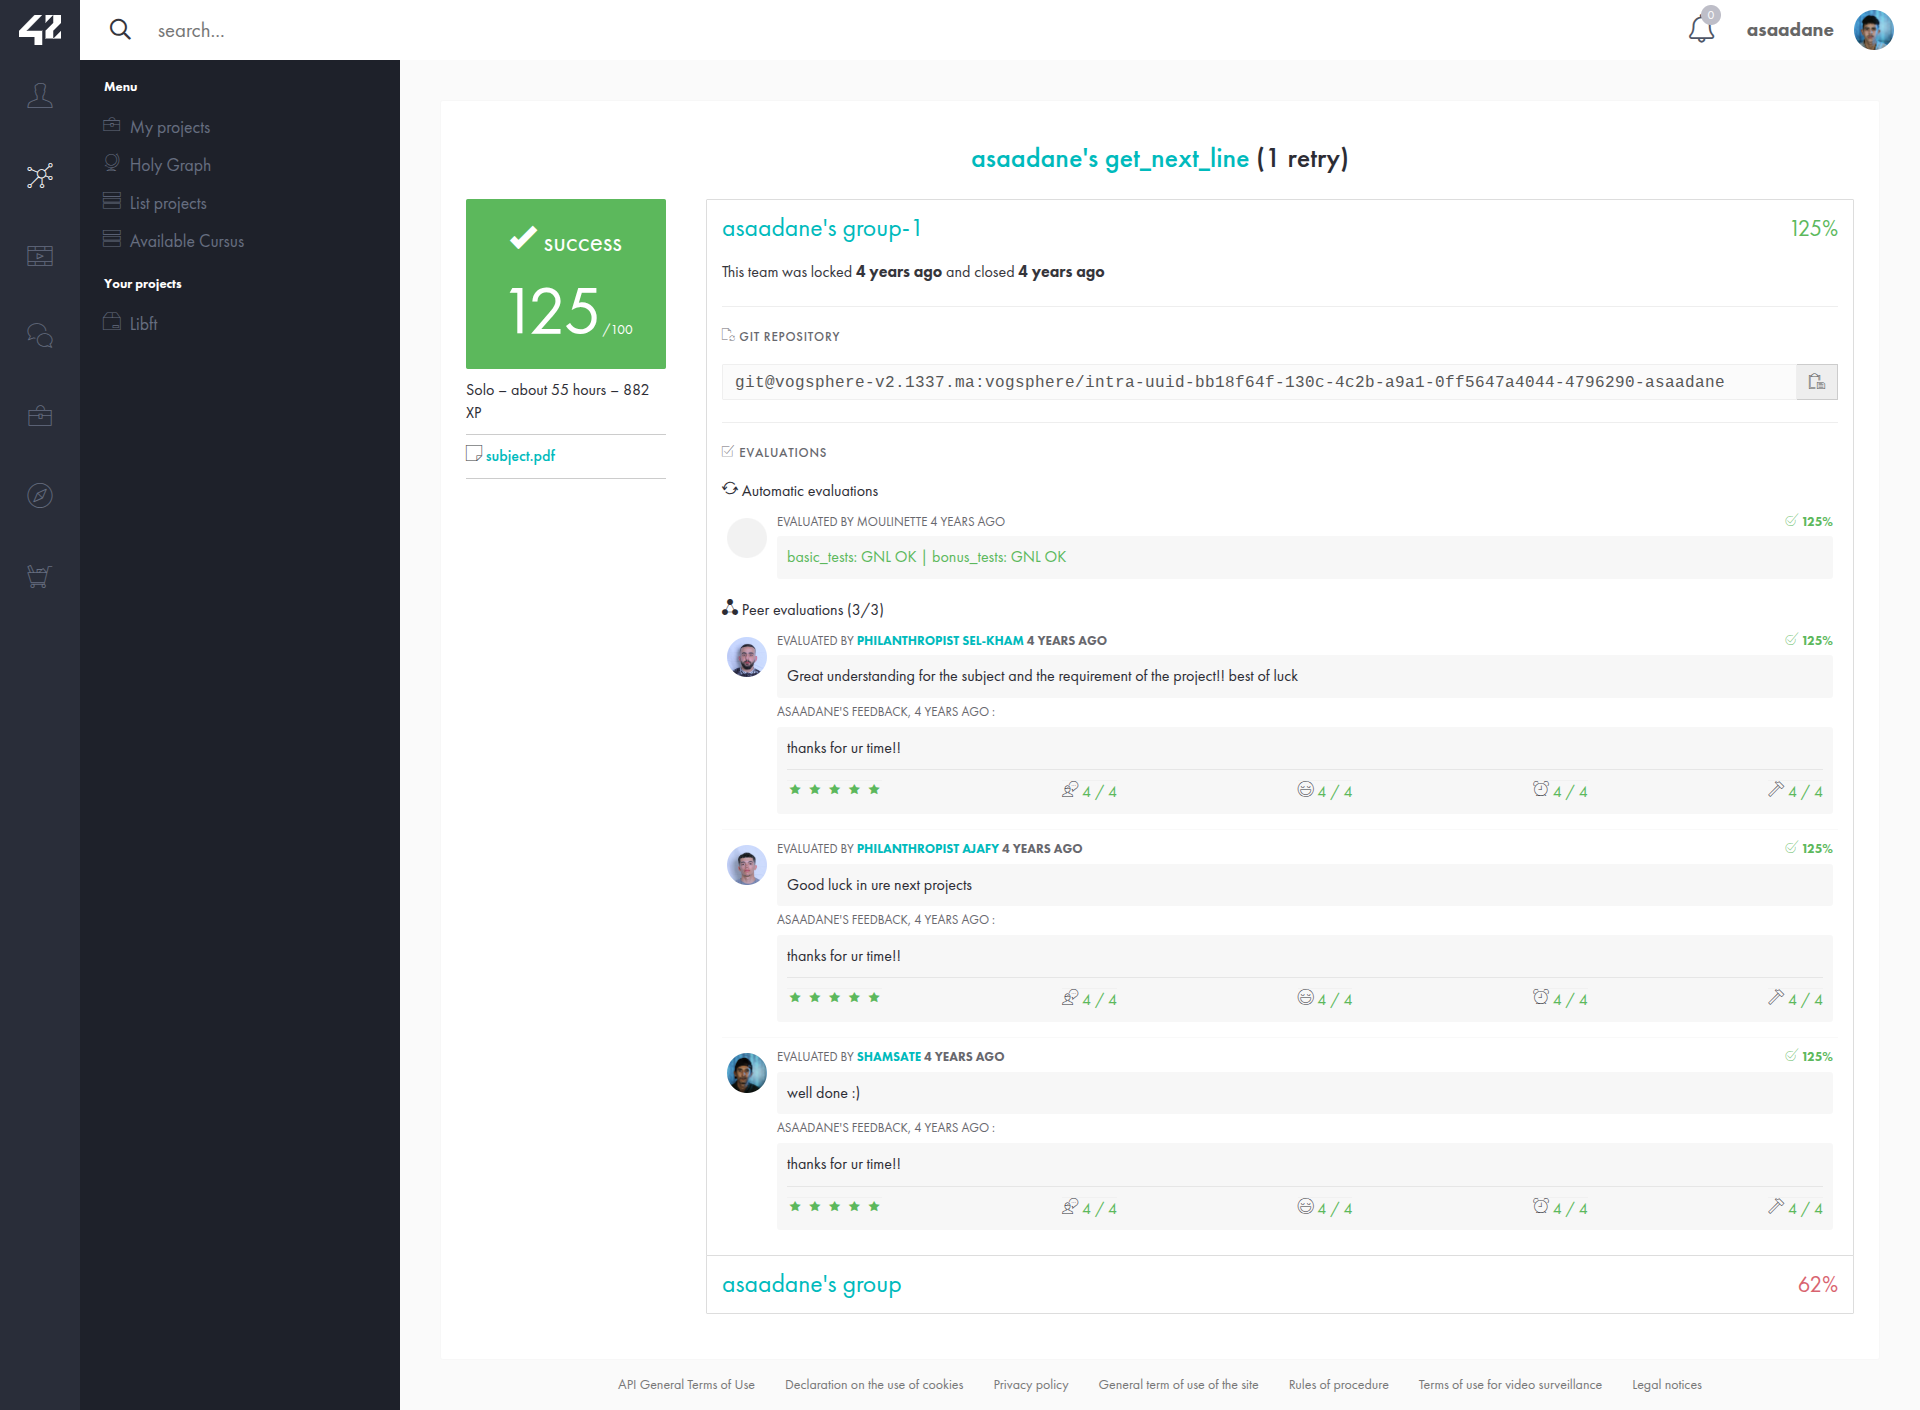 42
search...
0
asaadane
Menu
My projects
Holy Graph
List projects
Available Cursus
Your projects
Libft
asaadane's get_next_line (1 retry)
success
125 /100
Solo – about 55 hours – 882
XP
subject.pdf
asaadane's group-1 125%
This team was locked 4 years ago and closed 4 years ago
GIT REPOSITORY
git@vogsphere-v2.1337.ma:vogsphere/intra-uuid-bb18f64f-130c-4c2b-a9a1-0ff5647a4044-4796290-asaadane
EVALUATIONS
Automatic evaluations
EVALUATED BY MOULINETTE 4 YEARS AGO 125%
basic_tests: GNL OK | bonus_tests: GNL OK
Peer evaluations (3/3)
EVALUATED BY PHILANTHROPIST SEL-KHAM 4 YEARS AGO 125%
Great understanding for the subject and the requirement of the project!! best of luck
ASAADANE'S FEEDBACK, 4 YEARS AGO :
thanks for ur time!!
4 / 4 4 / 4 4 / 4 4 / 4
EVALUATED BY PHILANTHROPIST AJAFY 4 YEARS AGO 125%
Good luck in ure next projects
ASAADANE'S FEEDBACK, 4 YEARS AGO :
thanks for ur time!!
4 / 4 4 / 4 4 / 4 4 / 4
EVALUATED BY SHAMSATE 4 YEARS AGO 125%
well done :)
ASAADANE'S FEEDBACK, 4 YEARS AGO :
thanks for ur time!!
4 / 4 4 / 4 4 / 4 4 / 4
asaadane's group 62%
API General Terms of Use Declaration on the use of cookies Privacy policy General term of use of the site Rules of procedure Terms of use for video surveillance Legal notices